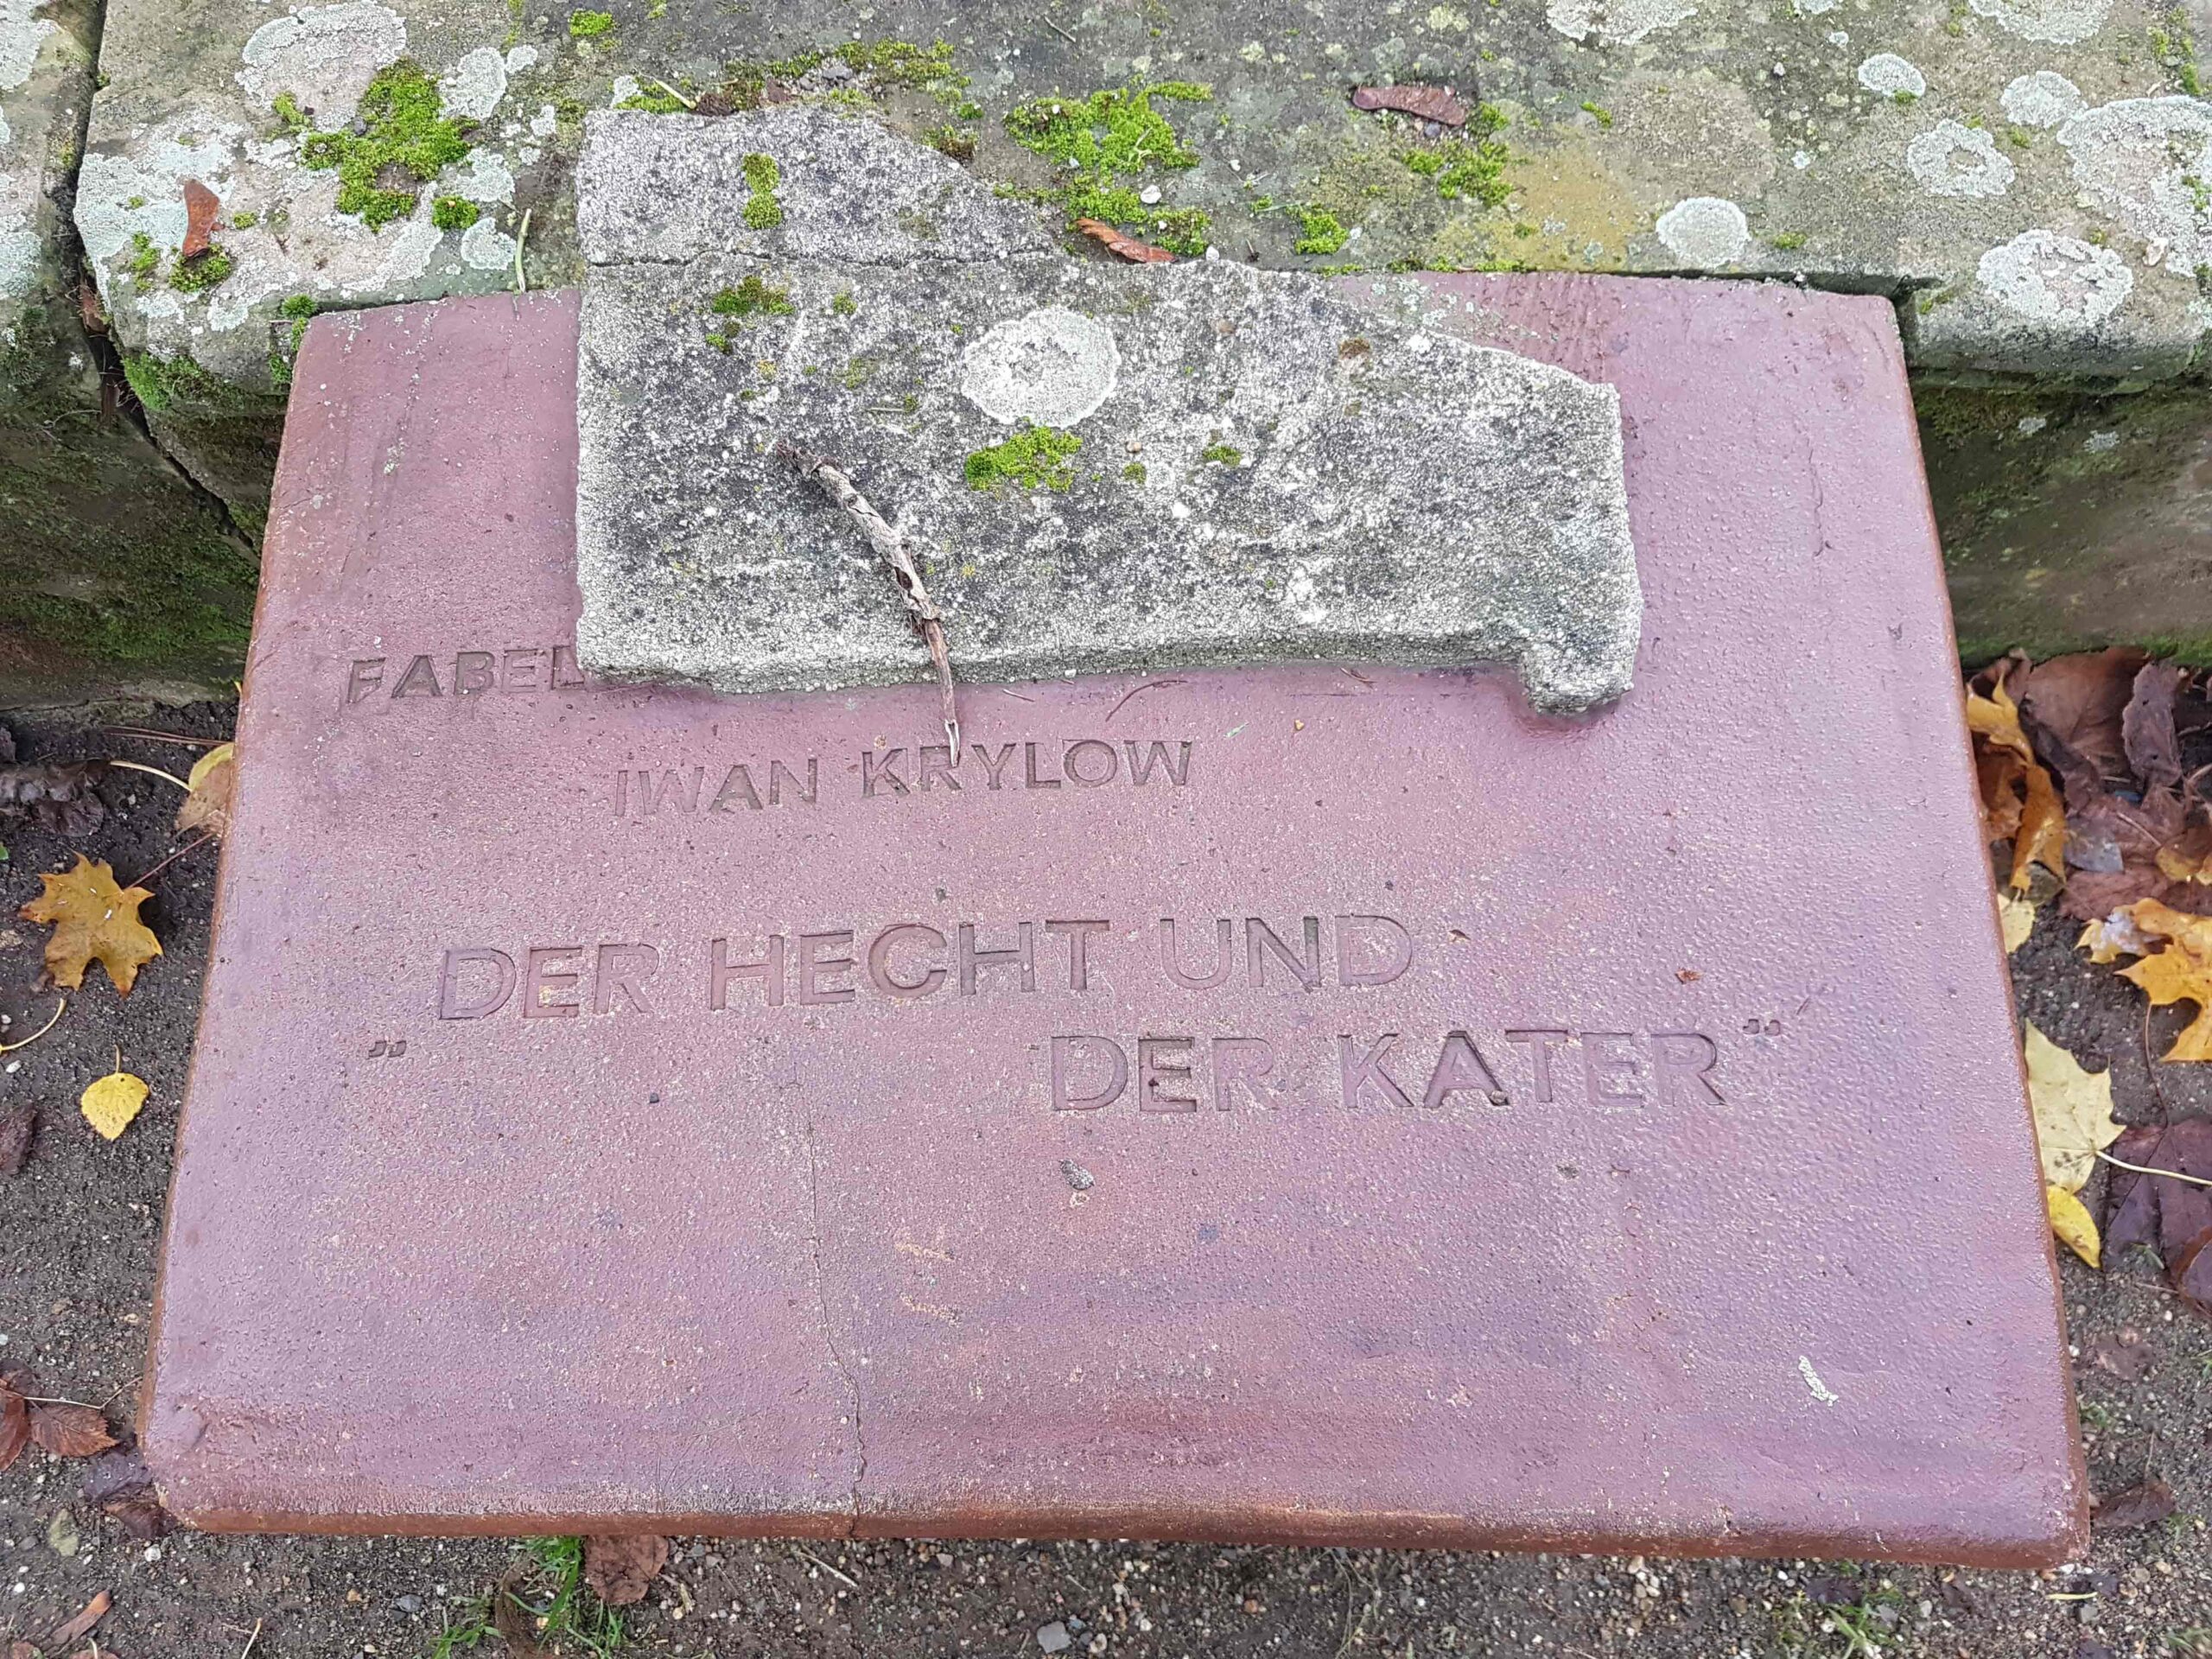 FABEL
IWAN KRYLOW
DER HECHT UND
„ DER KATER"